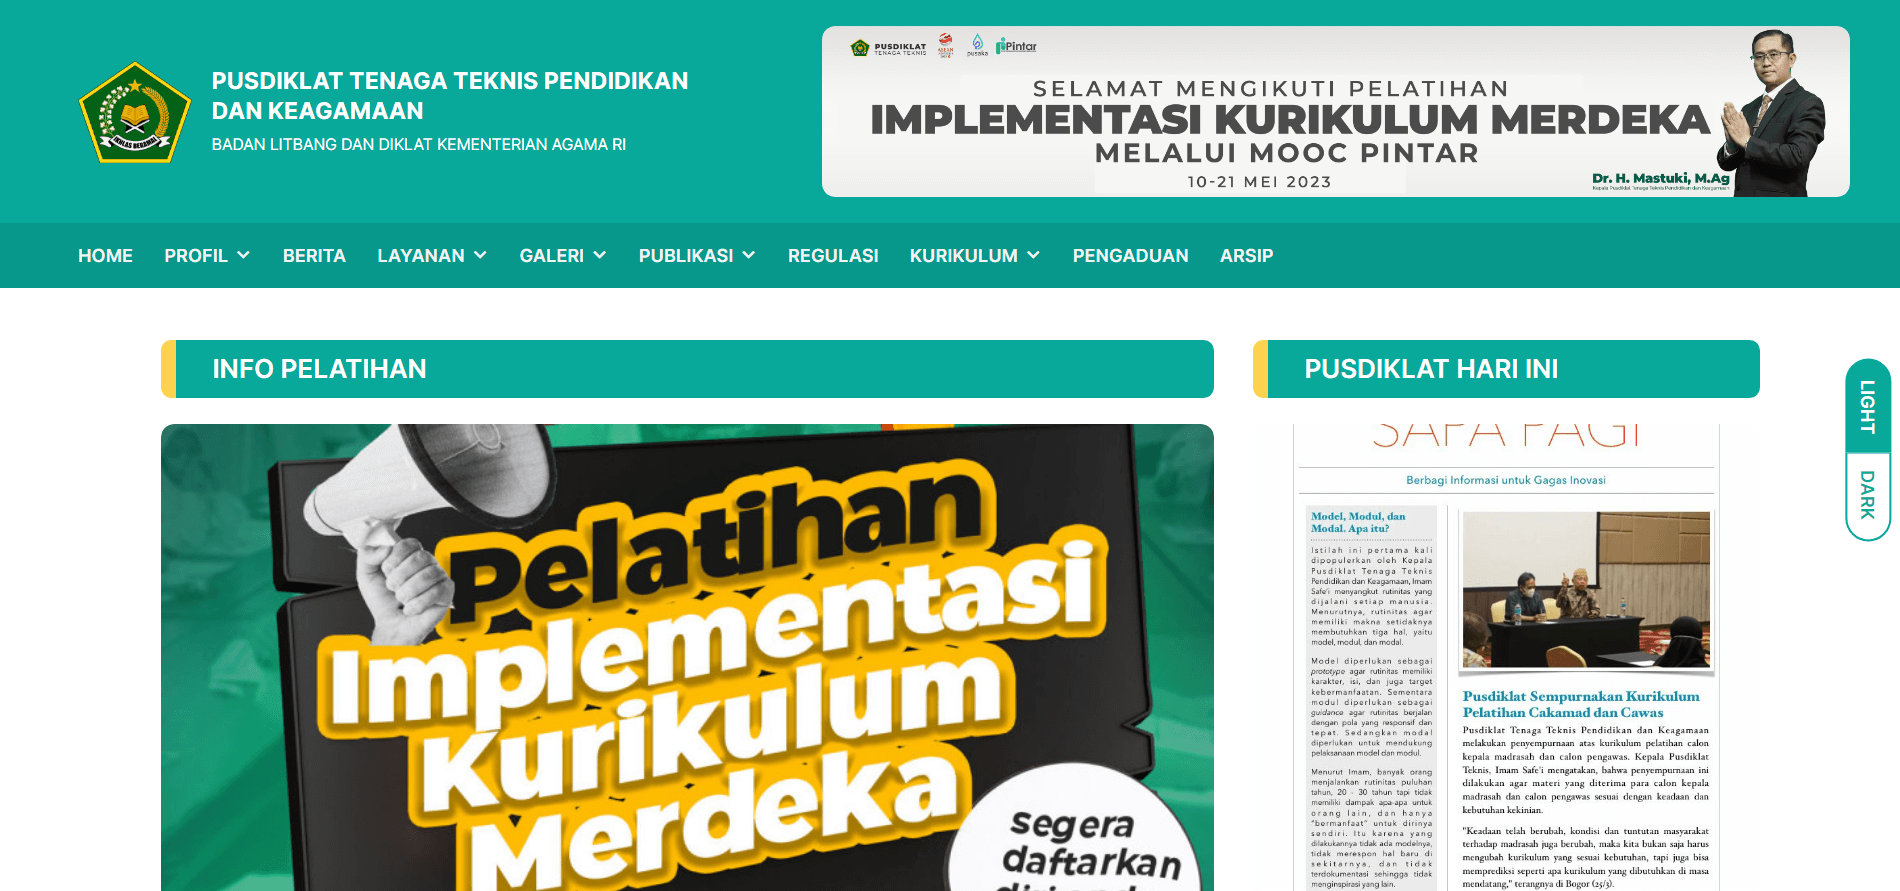 PUSDIKLAT TENAGA TEKNIS PENDIDIKAN
DAN KEAGAMAAN
BADAN LITBANG DAN DIKLAT KEMENTERIAN AGAMA RI
IKHLAS BERAMAL
PUSDIKLAT
TENAGA TEKNIS
pusaka
Pintar
SELAMAT MENGIKUTI PELATIHAN
IMPLEMENTASI KURIKULUM MERDEKA
MELALUI MOOC PINTAR
10-21 MEI 2023
Dr. H. Mastuki, M.Ag
Kepala Pusdiklat Tenaga Teknis Pendidikan dan Keagamaan
HOME PROFIL BERITA LAYANAN GALERI PUBLIKASI REGULASI KURIKULUM PENGADUAN ARSIP
INFO PELATIHAN
Pelatihan
Implementasi
Kurikulum
Merdeka
segera
daftarkan
PUSDIKLAT HARI INI
SAPA PAGI
Berbagi Informasi untuk Gagas Inovasi
Model, Modul, dan
Modal. Apa itu?
Istilah ini pertama kali
dipopulerkan oleh Kepala
Pusdiklat Tenaga Teknis
Pendidikan dan Keagamaan, Imam
Safe'i menyangkut rutinitas yang
dijalani setiap manusia.
Menurutnya, rutinitas agar
memiliki makna setidaknya
membutuhkan tiga hal, yaitu
model, modul, dan modal.
Model diperlukan sebagai
prototype agar rutinitas memiliki
karakter, isi, dan juga target
kebermanfaatan. Sementara
modul diperlukan sebagai
guidance agar rutinitas berjalan
dengan pola yang responsif dan
tepat. Sedangkan modal
diperlukan untuk mendukung
pelaksanaan model dan modul.
Menurut Imam, banyak orang
menjalankan rutinitas puluhan
tahun, 20 - 30 tahun tapi tidak
memiliki dampak apa-apa untuk
orang lain, dan hanya
"bermanfaat" untuk dirinya
sendiri. Itu karena yang
dilakukannya tidak ada modelnya,
tidak merespon hal baru di
sekitarnya, dan tidak
terdokumentasi sehingga tidak
menginspirasi yang lain.
Pusdiklat Sempurnakan Kurikulum
Pelatihan Cakamad dan Cawas
Pusdiklat Tenaga Teknis Pendidikan dan Keagamaan
melakukan penyempurnaan atas kurikulum pelatihan calon
kepala madrasah dan calon pengawas. Kepala Pusdiklat
Teknis, Imam Safe'i mengatakan, bahwa penyempurnaan ini
dilakukan agar materi yang diterima para calon kepala
madrasah dan calon pengawas sesuai dengan keadaan dan
kebutuhan kekinian.
"Keadaan telah berubah, kondisi dan tuntutan masyarakat
terhadap madrasah juga berubah, maka kita bukan saja harus
mengubah kurikulum yang sesuai kebutuhan, tapi juga bisa
memprediksi seperti apa kurikulum yang dibutuhkan di masa
mendatang," terangnya di Bogor (25/3).
LIGHT
DARK